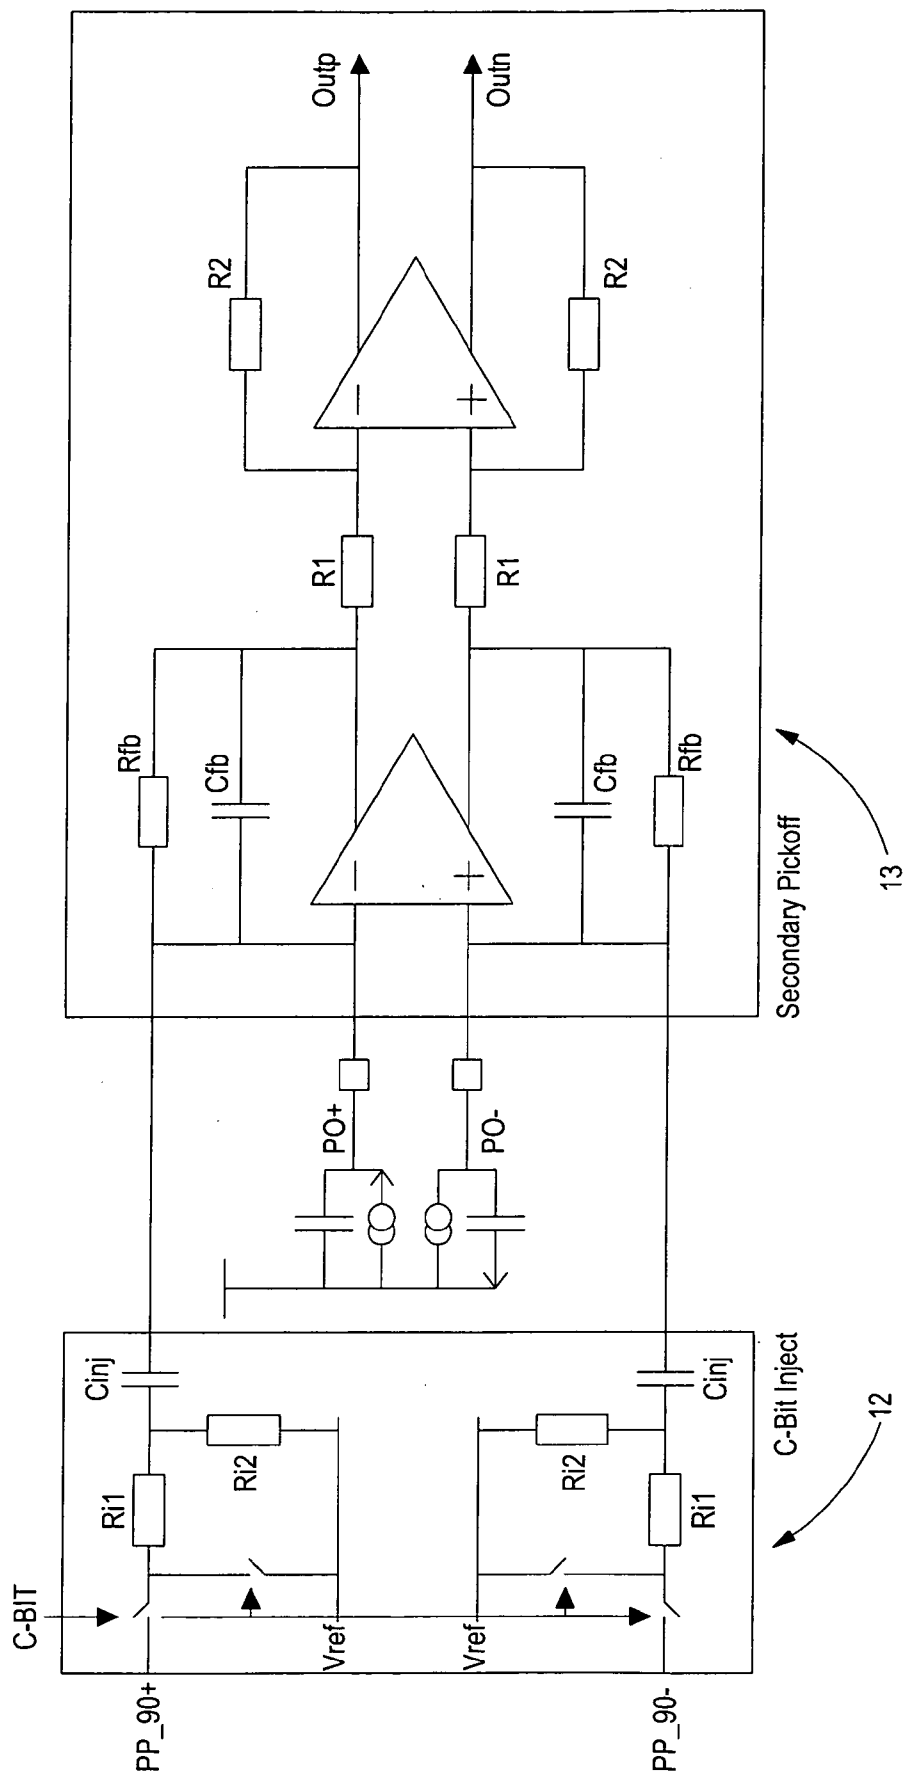 C-BIT
PP_90+
Ri1
Ri2
Cinj
Vref
Vref
Ri2
Ri1
Cinj
PP_90-
C-Bit Inject
12
PO+
PO-
Rfb
Cfb
Cfb
Rfb
R1
R1
R2
R2
Outp
Outn
Secondary Pickoff
13